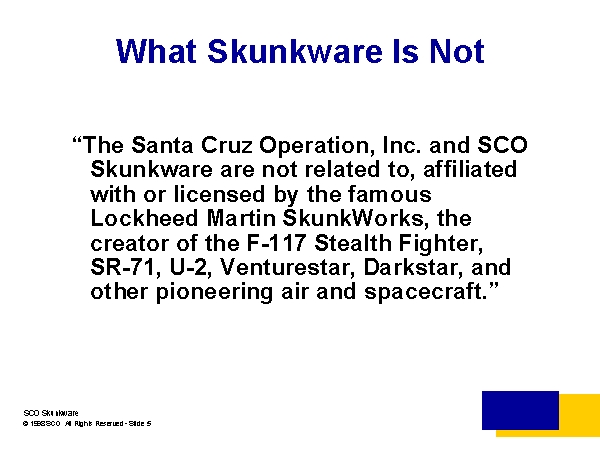 What Skunkware Is Not
“The Santa Cruz Operation, Inc. and SCO
Skunkware are not related to, affiliated
with or licensed by the famous
Lockheed Martin SkunkWorks, the
creator of the F-117 Stealth Fighter,
SR-71, U-2, Venturestar, Darkstar, and
other pioneering air and spacecraft.”
SCO Skunkware
© 1998 SCO All Rights Reserved - Slide 5